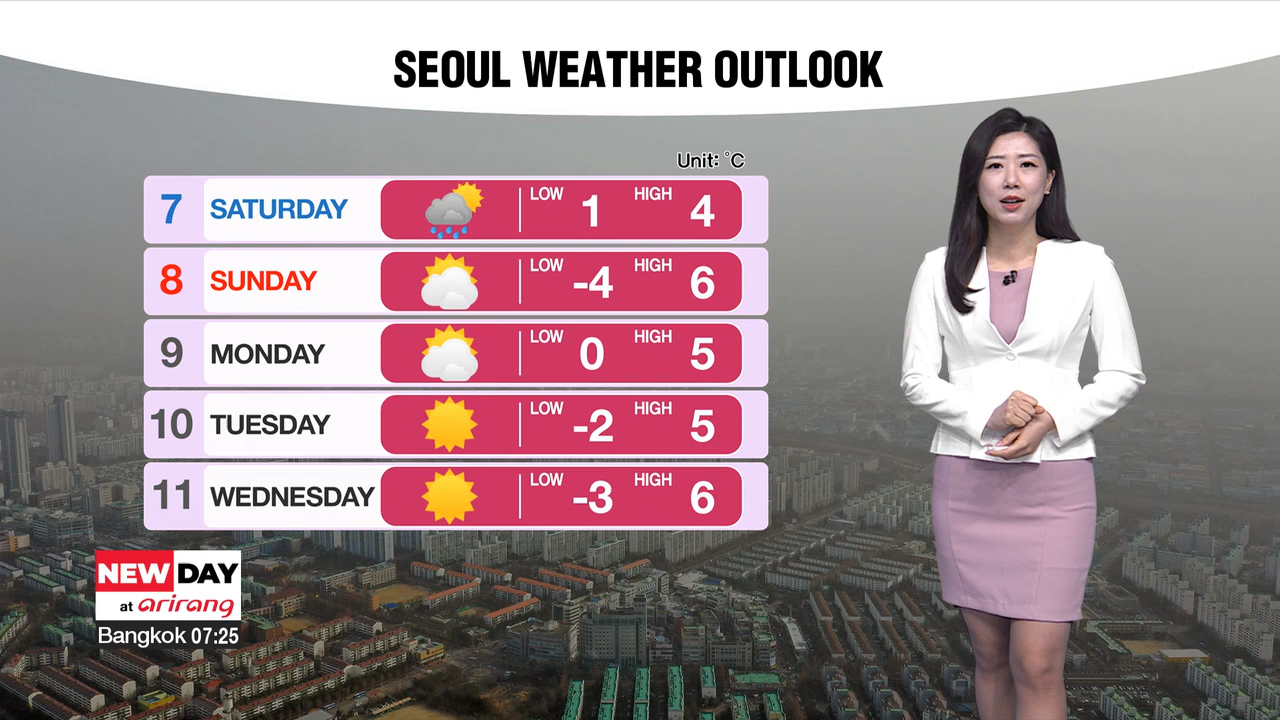 SEOUL WEATHER OUTLOOK
Unit: °C
7 SATURDAY LOW 1 HIGH 4
8 SUNDAY LOW -4 HIGH 6
9 MONDAY LOW 0 HIGH 5
10 TUESDAY LOW -2 HIGH 5
11 WEDNESDAY LOW -3 HIGH 6
NEW DAY
at arirang
Bangkok 07:25